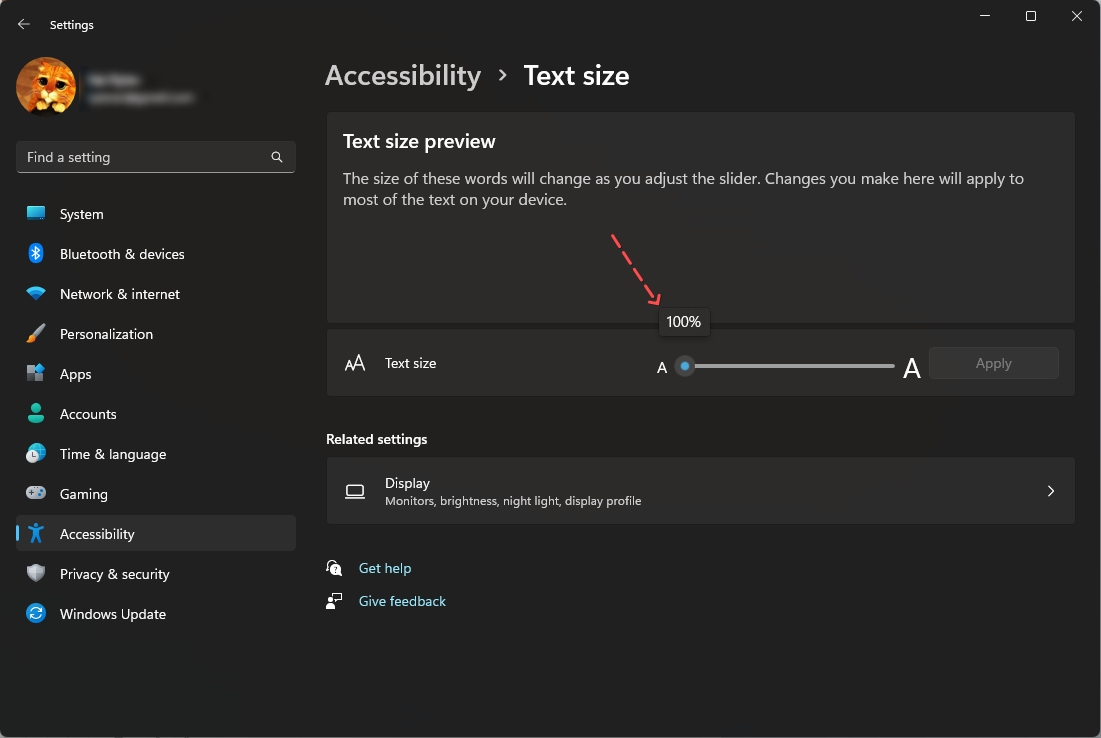 Settings
Find a setting
System
Bluetooth & devices
Network & internet
Personalization
Apps
Accounts
Time & language
Gaming
Accessibility
Privacy & security
Windows Update
Accessibility > Text size
Text size preview
The size of these words will change as you adjust the slider. Changes you make here will apply to
most of the text on your device.
100%
Text size A A Apply
Related settings
Display
Monitors, brightness, night light, display profile
Get help
Give feedback